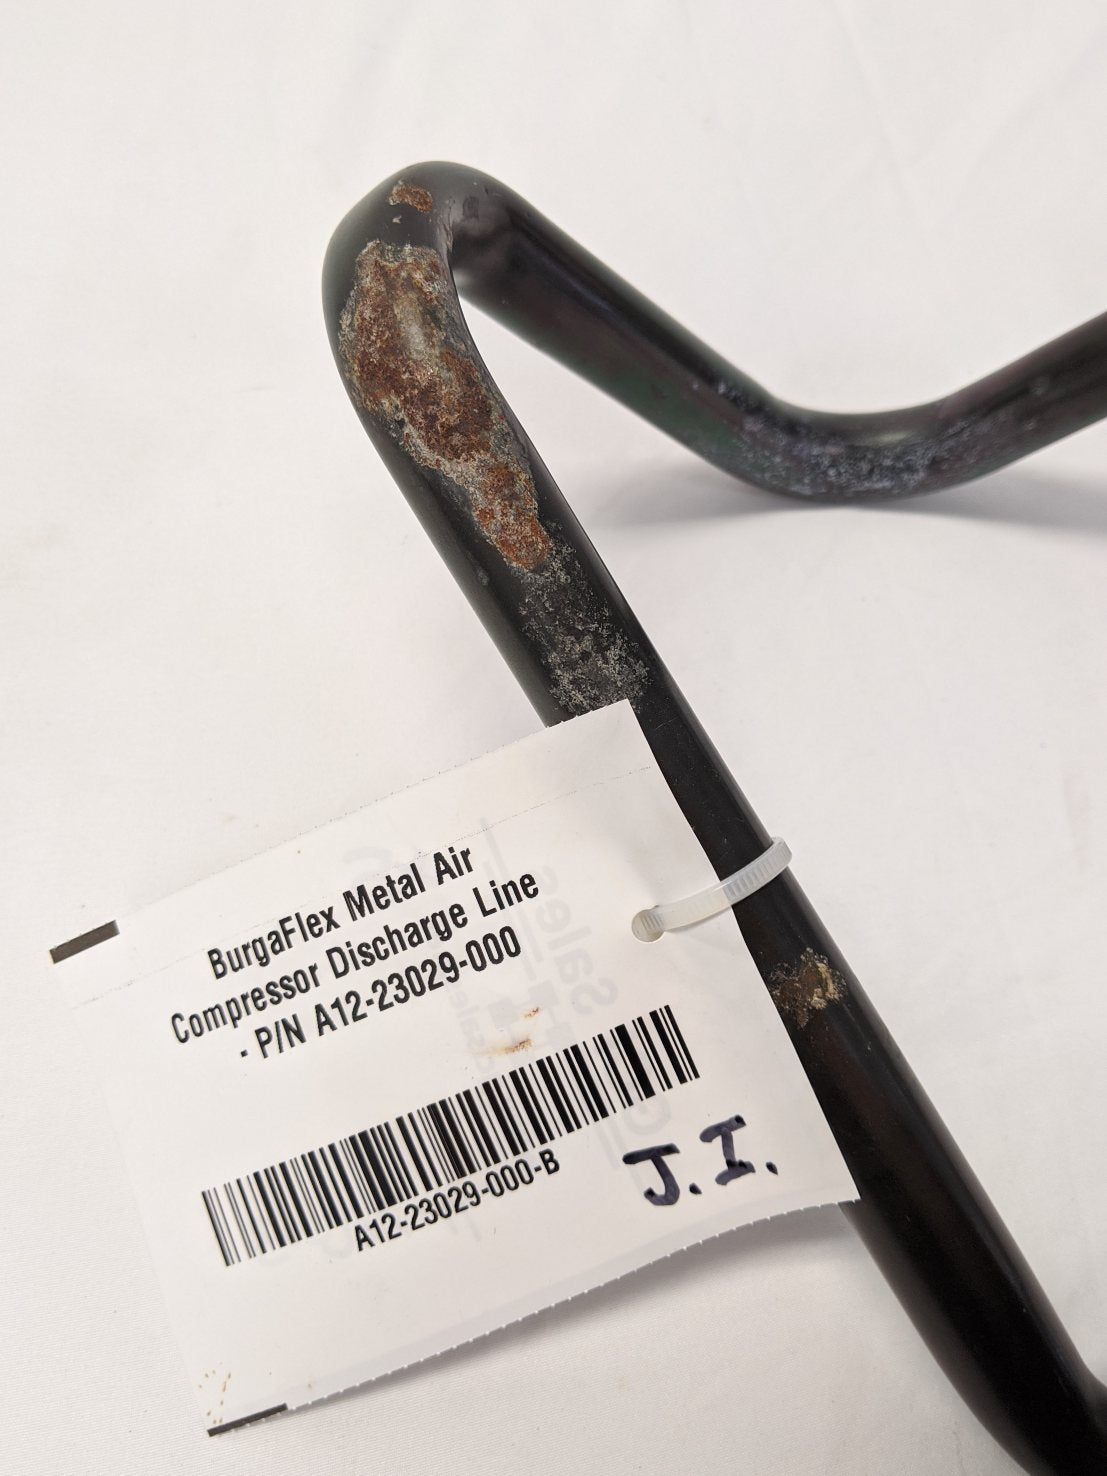 BurgaFlex Metal Air
Compressor Discharge Line
- P/N A12-23029-000
A12-23029-000-B
J.I.